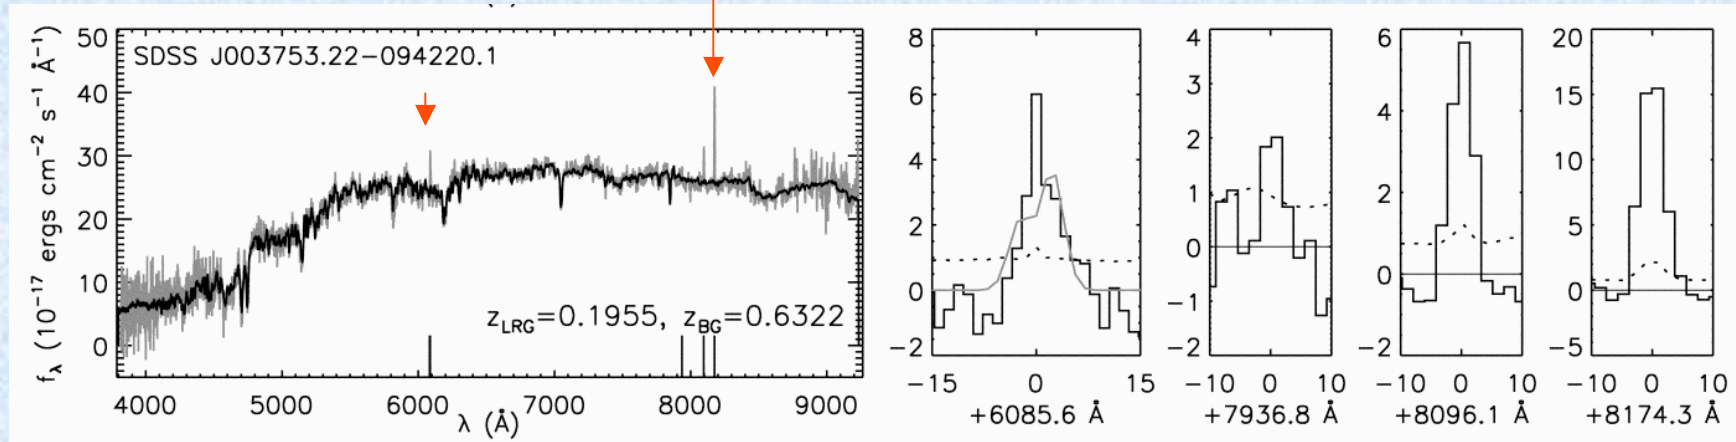 SDSS J003753.22−094220.1
f_λ (10⁻¹⁷ ergs cm⁻² s⁻¹ Å⁻¹)
50
40
30
20
10
0
z_LRG=0.1955, z_BG=0.6322
4000 5000 6000 7000 8000 9000
λ (Å)
8
6
4
2
0
−2
−15 0 15
+6085.6 Å
4
3
2
1
0
−1
−2
−10 0 10
+7936.8 Å
6
4
2
0
−2
−10 0 10
+8096.1 Å
20
15
10
5
0
−5
−10 0 10
+8174.3 Å